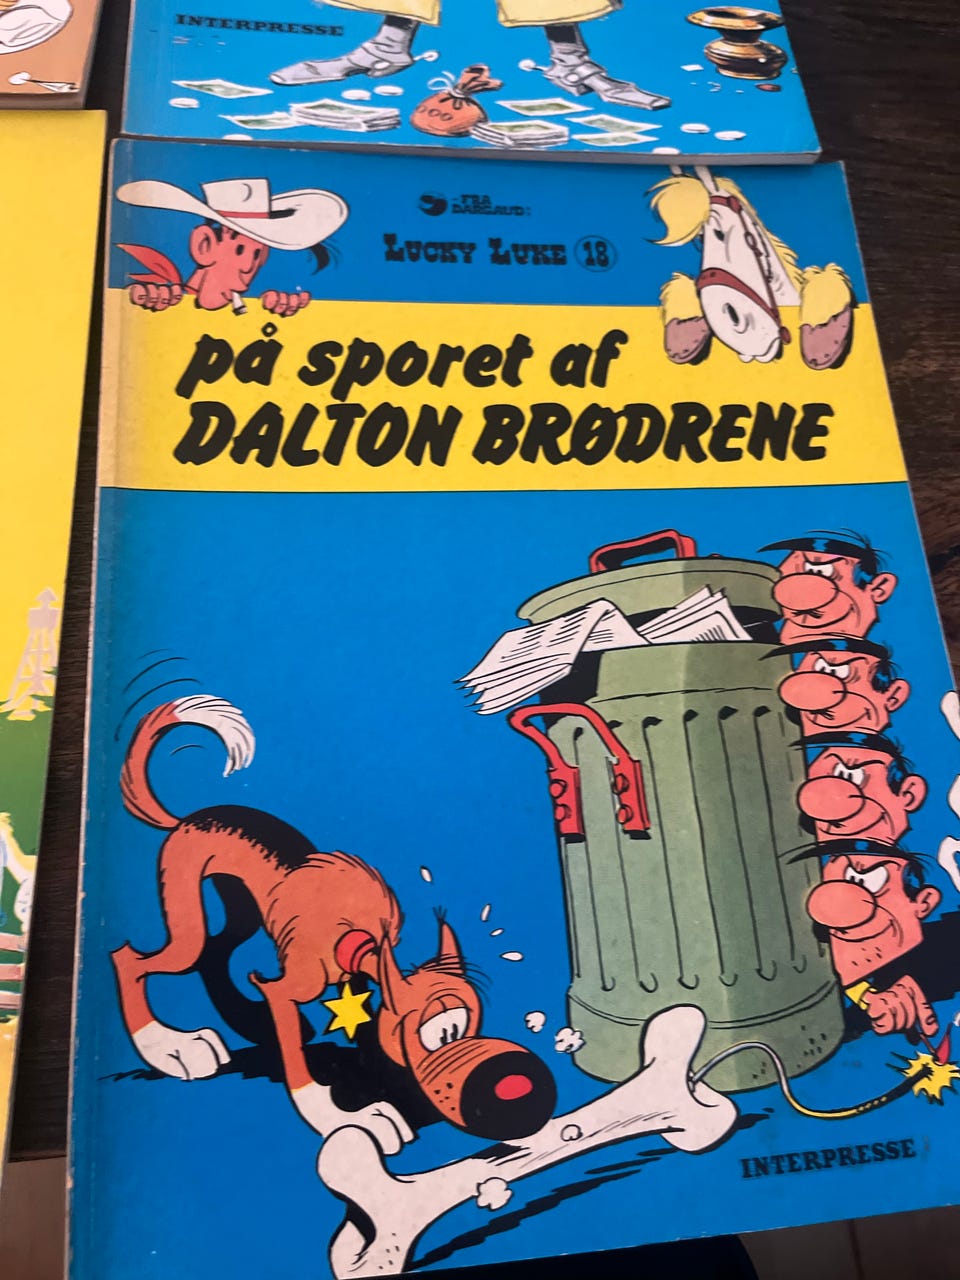 INTERPRESSE
FRA
DARGAUD:
LUCKY LUKE 18
på sporet af
DALTON BRØDRENE
INTERPRESSE